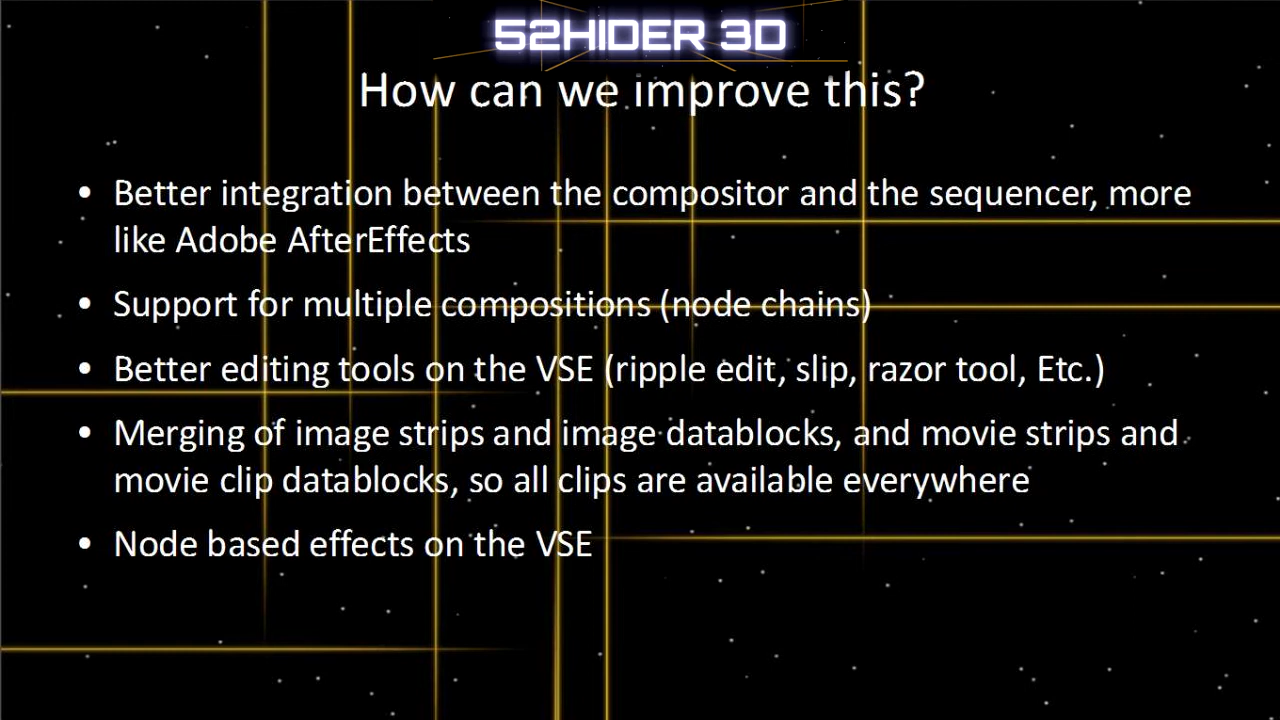 52HIDER 3D
How can we improve this?
• Better integration between the compositor and the sequencer, more
like Adobe AfterEffects
• Support for multiple compositions (node chains)
• Better editing tools on the VSE (ripple edit, slip, razor tool, Etc.)
• Merging of image strips and image datablocks, and movie strips and
movie clip datablocks, so all clips are available everywhere
• Node based effects on the VSE